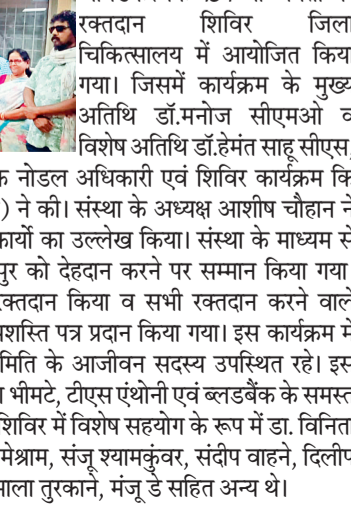 रक्तदान शिविर जिला
चिकित्सालय में आयोजित किया
गया। जिसमें कार्यक्रम के मुख्य
अतिथि डॉ.मनोज सीएमओ व
विशेष अतिथि डॉ.हेमंत साहू सीएस,
नोडल अधिकारी एवं शिविर कार्यक्रम कि
) ने की। संस्था के अध्यक्ष आशीष चौहान ने
कार्यो का उल्लेख किया। संस्था के माध्यम से
पुर को देहदान करने पर सम्मान किया गया
रक्तदान किया व सभी रक्तदान करने वाले
प्रशस्ति पत्र प्रदान किया गया। इस कार्यक्रम में
मिति के आजीवन सदस्य उपस्थित रहे। इस
भीमटे, टीएस एंथोनी एवं ब्लडबैंक के समस्त
शिविर में विशेष सहयोग के रूप में डा. विनिता
मेश्राम, संजू श्यामकुंवर, संदीप वाहने, दिलीप
माला तुरकाने, मंजू डे सहित अन्य थे।